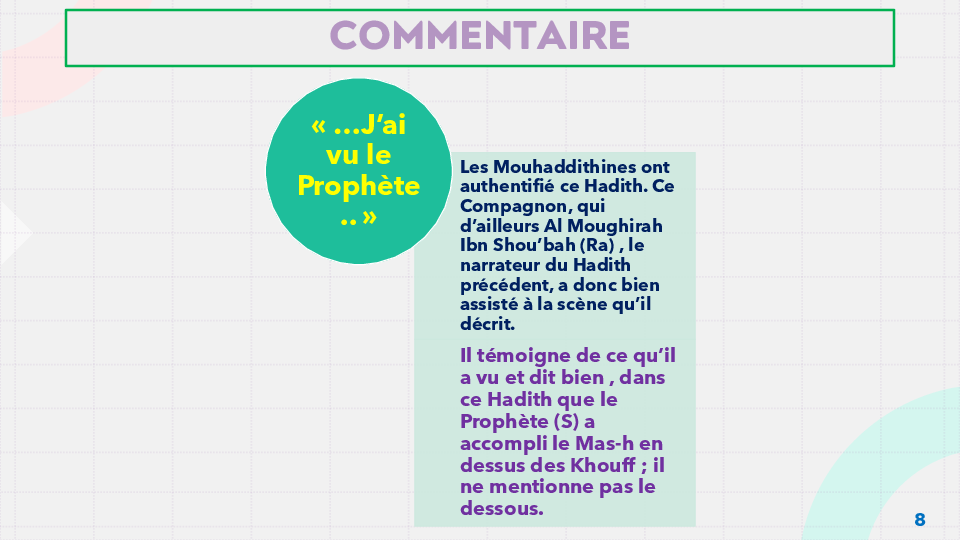 COMMENTAIRE
« ...J’ai
vu le
Prophète
.. »
Les Mouhaddithines ont
authentifié ce Hadith. Ce
Compagnon, qui
d’ailleurs Al Moughirah
Ibn Shou’bah (Ra) , le
narrateur du Hadith
précédent, a donc bien
assisté à la scène qu’il
décrit.
Il témoigne de ce qu’il
a vu et dit bien , dans
ce Hadith que le
Prophète (S) a
accompli le Mas-h en
dessus des Khouff ; il
ne mentionne pas le
dessous.
8